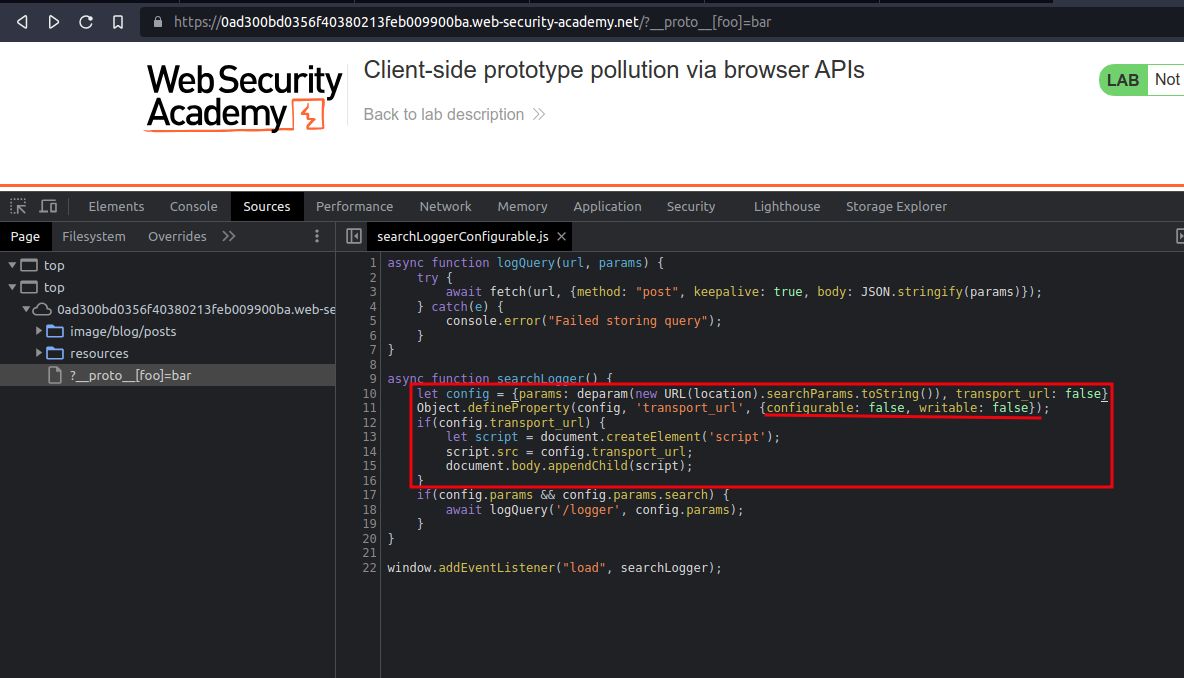 https://0ad300bd0356f40380213feb009900ba.web-security-academy.net/?__proto__[foo]=bar
WebSecurity
Academy
Client-side prototype pollution via browser APIs
Back to lab description
LAB Not
Elements Console Sources Performance Network Memory Application Security Lighthouse Storage Explorer
Page Filesystem Overrides
searchLoggerConfigurable.js
top
top
0ad300bd0356f40380213feb009900ba.web-se
image/blog/posts
resources
?__proto__[foo]=bar
1 async function logQuery(url, params) {
2 try {
3 await fetch(url, {method: "post", keepalive: true, body: JSON.stringify(params)});
4 } catch(e) {
5 console.error("Failed storing query");
6 }
7 }
8
9 async function searchLogger() {
10 let config = {params: deparam(new URL(location).searchParams.toString()), transport_url: false}
11 Object.defineProperty(config, 'transport_url', {configurable: false, writable: false});
12 if(config.transport_url) {
13 let script = document.createElement('script');
14 script.src = config.transport_url;
15 document.body.appendChild(script);
16 }
17 if(config.params && config.params.search) {
18 await logQuery('/logger', config.params);
19 }
20 }
21
22 window.addEventListener("load", searchLogger);